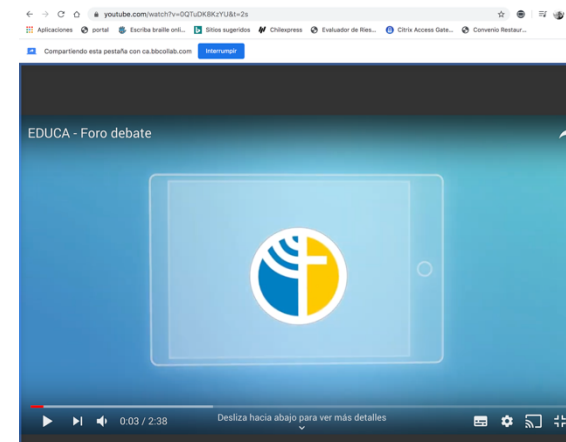 youtube.com/watch?v=0QTuDK8KzYU&t=2s
Aplicaciones portal Escriba braille onli... Sitios sugeridos Chilexpress Evaluador de Ries... Citrix Access Gate... Convenio Restaur...
Compartiendo esta pestaña con ca.bbcollab.com Interrumpir
EDUCA - Foro debate
0:03 / 2:38 Desliza hacia abajo para ver más detalles